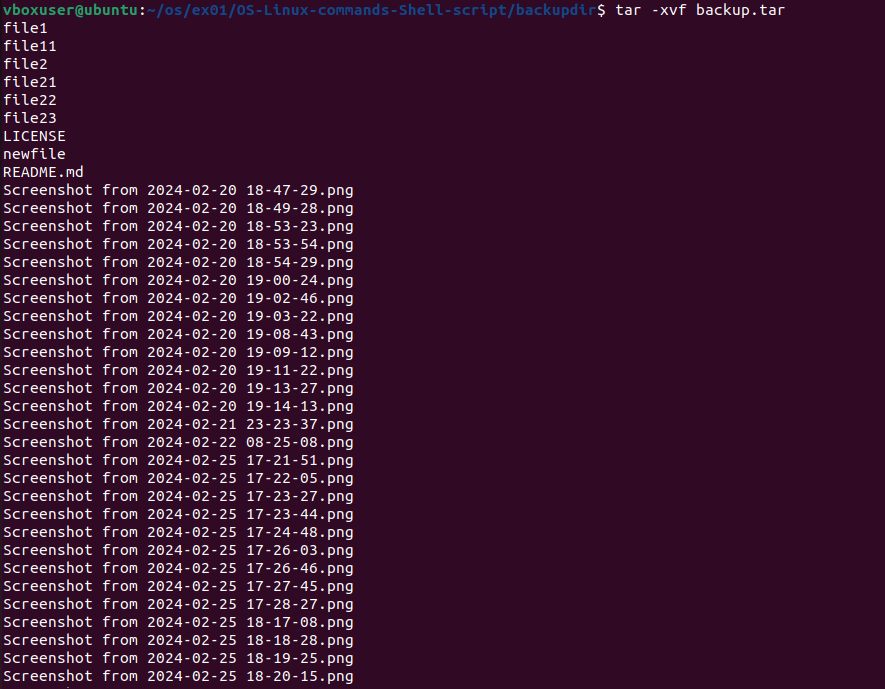 vboxuser@ubuntu:~/os/ex01/OS-Linux-commands-Shell-script/backupdir$ tar -xvf backup.tar
file1
file11
file2
file21
file22
file23
LICENSE
newfile
README.md
Screenshot from 2024-02-20 18-47-29.png
Screenshot from 2024-02-20 18-49-28.png
Screenshot from 2024-02-20 18-53-23.png
Screenshot from 2024-02-20 18-53-54.png
Screenshot from 2024-02-20 18-54-29.png
Screenshot from 2024-02-20 19-00-24.png
Screenshot from 2024-02-20 19-02-46.png
Screenshot from 2024-02-20 19-03-22.png
Screenshot from 2024-02-20 19-08-43.png
Screenshot from 2024-02-20 19-09-12.png
Screenshot from 2024-02-20 19-11-22.png
Screenshot from 2024-02-20 19-13-27.png
Screenshot from 2024-02-20 19-14-13.png
Screenshot from 2024-02-21 23-23-37.png
Screenshot from 2024-02-22 08-25-08.png
Screenshot from 2024-02-25 17-21-51.png
Screenshot from 2024-02-25 17-22-05.png
Screenshot from 2024-02-25 17-23-27.png
Screenshot from 2024-02-25 17-23-44.png
Screenshot from 2024-02-25 17-24-48.png
Screenshot from 2024-02-25 17-26-03.png
Screenshot from 2024-02-25 17-26-46.png
Screenshot from 2024-02-25 17-27-45.png
Screenshot from 2024-02-25 17-28-27.png
Screenshot from 2024-02-25 18-17-08.png
Screenshot from 2024-02-25 18-18-28.png
Screenshot from 2024-02-25 18-19-25.png
Screenshot from 2024-02-25 18-20-15.png